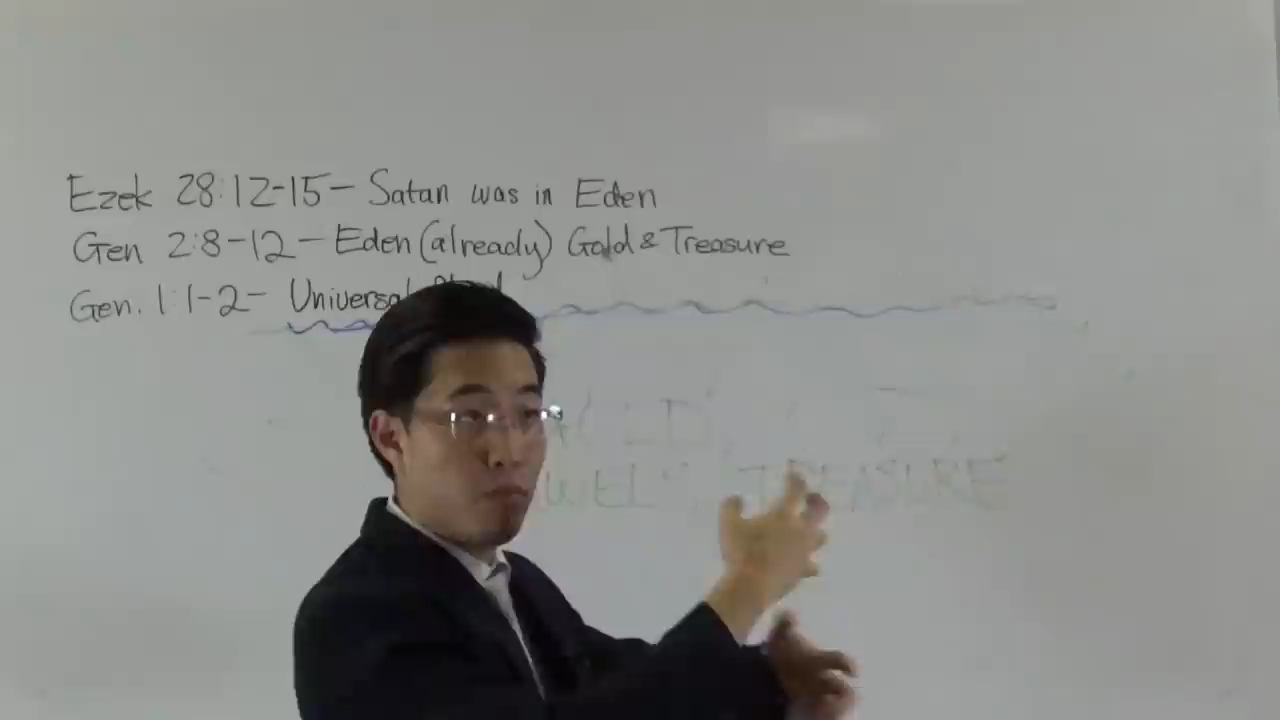 Ezek 28:12-15 - Satan was in Eden
Gen 2:8-12 - Eden (already) Gold & Treasure
Gen. 1:1-2 - Universal
TREASURE